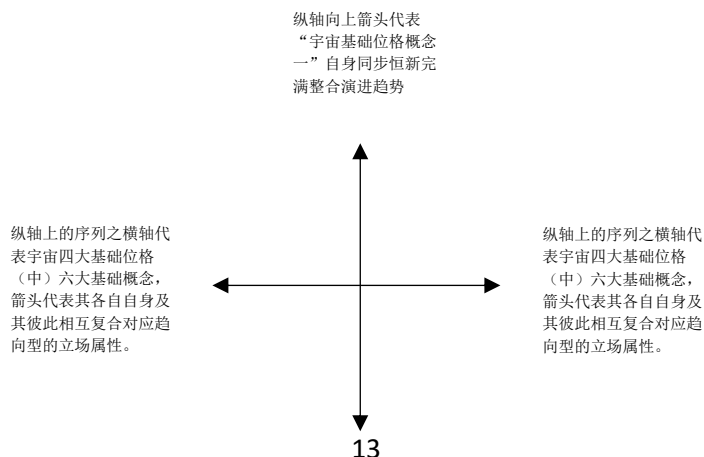 纵轴向上箭头代表
“宇宙基础位格概念
一”自身同步恒新完
满整合演进趋势
纵轴上的序列之横轴代
表宇宙四大基础位格
（中）六大基础概念，
箭头代表其各自自身及
其彼此相互复合对应趋
向型的立场属性。
纵轴上的序列之横轴代
表宇宙四大基础位格
（中）六大基础概念，
箭头代表其各自自身及
其彼此相互复合对应趋
向型的立场属性。
13